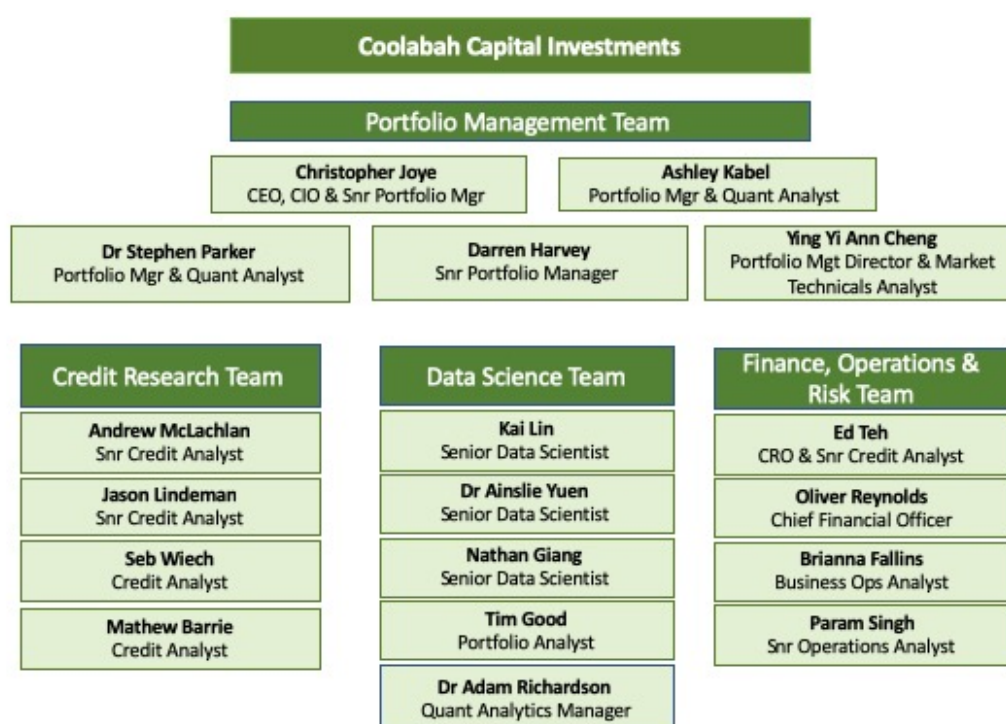 Coolabah Capital Investments
Portfolio Management Team
Christopher Joye
CEO, CIO & Snr Portfolio Mgr
Ashley Kabel
Portfolio Mgr & Quant Analyst
Dr Stephen Parker
Portfolio Mgr & Quant Analyst
Darren Harvey
Snr Portfolio Manager
Ying Yi Ann Cheng
Portfolio Mgt Director & Market
Technicals Analyst
Credit Research Team
Andrew McLachlan
Snr Credit Analyst
Jason Lindeman
Snr Credit Analyst
Seb Wiech
Credit Analyst
Mathew Barrie
Credit Analyst
Data Science Team
Kai Lin
Senior Data Scientist
Dr Ainslie Yuen
Senior Data Scientist
Nathan Giang
Senior Data Scientist
Tim Good
Portfolio Analyst
Dr Adam Richardson
Quant Analytics Manager
Finance, Operations &
Risk Team
Ed Teh
CRO & Snr Credit Analyst
Oliver Reynolds
Chief Financial Officer
Brianna Fallins
Business Ops Analyst
Param Singh
Snr Operations Analyst